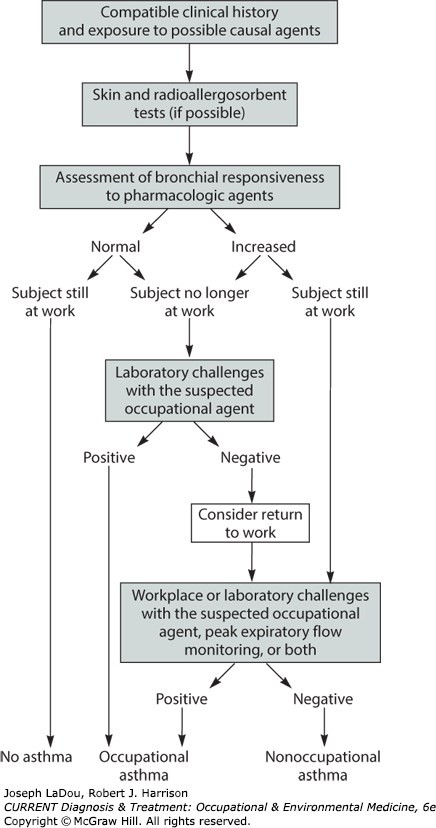 Compatible clinical history
and exposure to possible causal agents
Skin and radioallergosorbent
tests (if possible)
Assessment of bronchial responsiveness
to pharmacologic agents
Normal
Increased
Subject still
at work
Subject no longer
at work
Subject still
at work
Laboratory challenges
with the suspected
occupational agent
Positive
Negative
Consider return
to work
Workplace or laboratory challenges
with the suspected occupational
agent, peak expiratory flow
monitoring, or both
Positive
Negative
No asthma
Occupational
asthma
Nonoccupational
asthma
Joseph LaDou, Robert J. Harrison
CURRENT Diagnosis & Treatment: Occupational & Environmental Medicine, 6e
Copyright © McGraw Hill. All rights reserved.